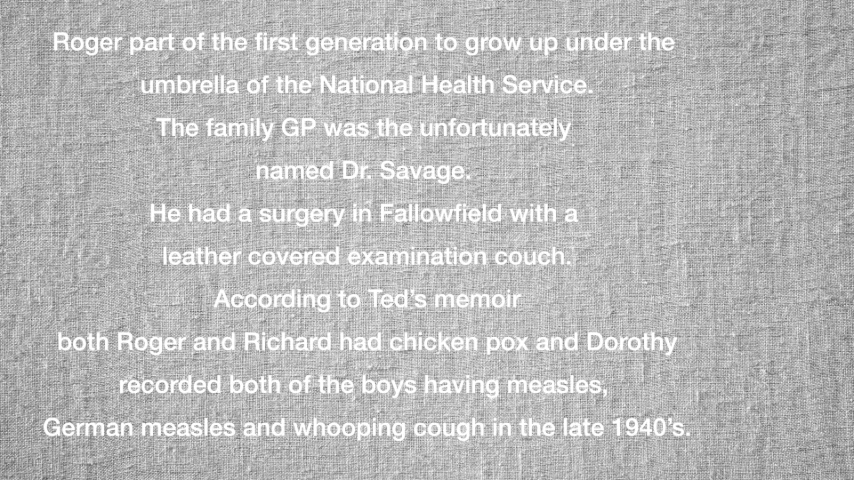 Roger part of the first generation to grow up under the
umbrella of the National Health Service.
The family GP was the unfortunately
named Dr. Savage.
He had a surgery in Fallowfield with a
leather covered examination couch.
According to Ted’s memoir
both Roger and Richard had chicken pox and Dorothy
recorded both of the boys having measles,
German measles and whooping cough in the late 1940’s.